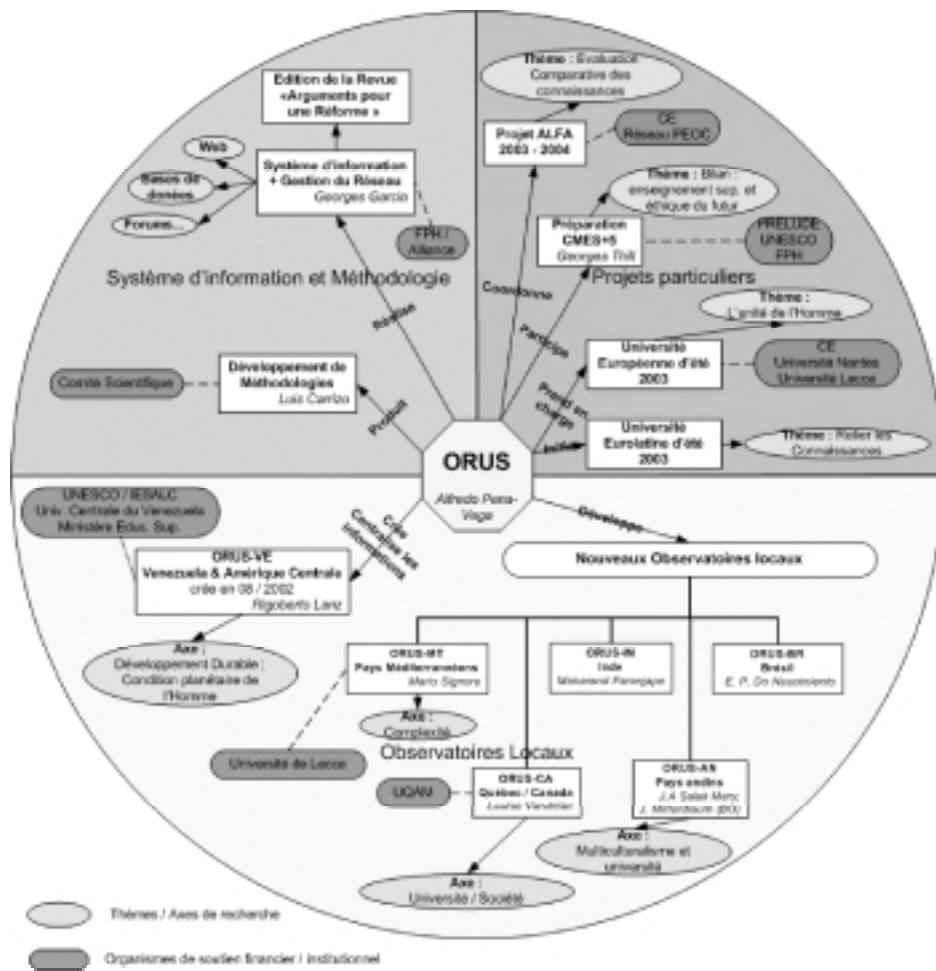 Edition de la Revue
«Arguments pour
une Réforme »
Web
Bases de
donées
Forums...
Système d'information
+ Gestion du Réseau
Georges Garcia
FPH /
Alliance
Système d'information et Méthodologie
Réalise
Comité Scientifique
Développement de
Méthodologies
Luis Carrizo
Produit
Thème : Evaluation
Comparative des
connaissances
Projet ALFA
2003 - 2004
CE
Réseau PEOC
Thème : Bilan :
enseignement sup. et
éthique du futur
Préparation
CMES+5
Georges Thill
PRELUDE
UNESCO
FPH
Projets particuliers
Coordonne
Participe
Thème :
L'unité de l'Homme
Université
Européenne d'été
2003
CE
Université Nantes
Université Lecce
Prend en
charge
Initie
Université
Eurolatine d'été
2003
Thème : Relier les
Connaissances
ORUS
Alfredo Pena-
Vega
UNESCO / IESALC
Univ. Centrale du Venezuela
Ministère Educ. Sup.
Crée
Centralise les
informations
ORUS-VE
Venezuela & Amérique Centrale
crée en 08 / 2002
Rigoberto Lanz
Axe :
Développement Durable ;
Condition planétaire de
l'Homme
Développe
Nouveaux Observatoires locaux
ORUS-MT
Pays Méditerranéens
Mario Signore
ORUS-IN
Inde
Makarand Paranjape
ORUS-BR
Brésil
E. P. Do Nascimiento
Axe :
Complexité
Université de Lecce
Observatoires Locaux
UQAM
ORUS-CA
Québec / Canada
Louise Vandelac
ORUS-AN
Pays andins
J. (BO)
Axe :
Multiculturalisme et
université
Axe :
Université / Société
Thèmes / Axes de recherche
Organismes de soutien financier / institutionnel